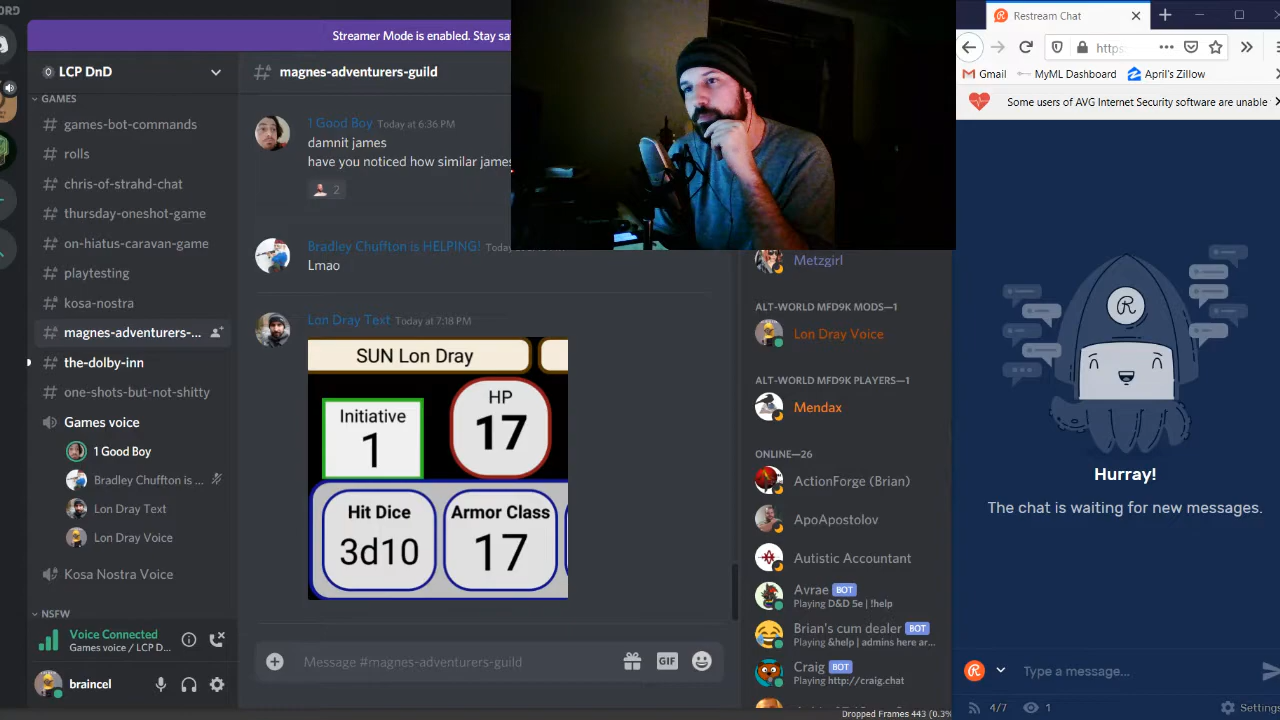 ORD
Streamer Mode is enabled. Stay sa
LCP DnD
GAMES
# games-bot-commands
# rolls
# chris-of-strahd-chat
# thursday-oneshot-game
# on-hiatus-caravan-game
# playtesting
# kosa-nostra
# magnes-adventurers-...
# the-dolby-inn
# one-shots-but-not-shitty
Games voice
1 Good Boy
Bradley Chuffton is ...
Lon Dray Text
Lon Dray Voice
Kosa Nostra Voice
NSFW
Voice Connected
Games voice / LCP D...
Praincel
# magnes-adventurers-guild
1 Good Boy Today at 6:36 PM
damnit james
have you noticed how similar james
2
Bradley Chuffton is HELPING!
Lmao
Lon Dray Text Today at 7:18 PM
SUN Lon Dray
Initiative
1
HP
17
Hit Dice
3d10
Armor Class
17
Message #magnes-adventurers-guild
GIF
Metzgirl
ALT-WORLD MFD9K MODS—1
Lon Dray Voice
ALT-WORLD MFD9K PLAYERS—1
Mendax
ONLINE—26
ActionForge (Brian)
ApoApostolov
Autistic Accountant
Avrae BOT
Playing D&D 5e | !help
Brian's cum dealer BOT
Playing &help | admins here ar...
Craig BOT
Playing http://craig.chat
Dropped Frames 443 (0.3%
Restream Chat
https:
Gmail
MyML Dashboard
April's Zillow
Some users of AVG Internet Security software are unable
Hurray!
The chat is waiting for new messages.
Type a message...
4/7
1
Settings